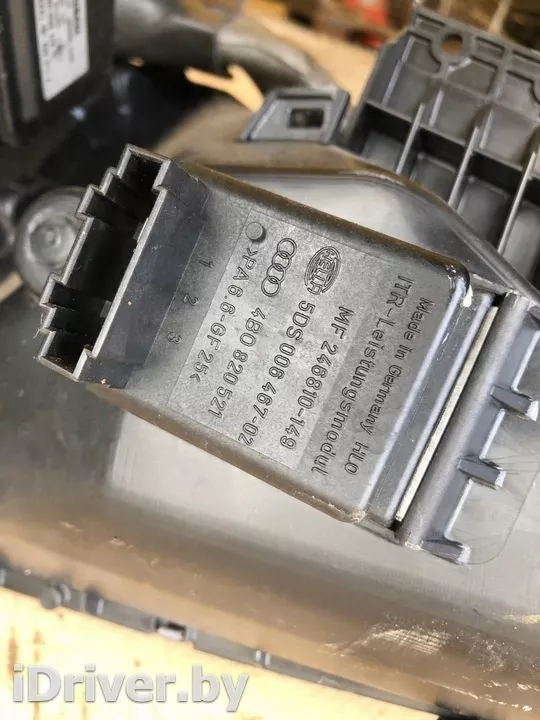 Made in Germany HLO
ITR-Leistungsmodul
MF 246810-149
HELLA 5DS 006 467-02
4B0 820 521
>PA 6.6-GF 25<
1 2 3
iDriver.by